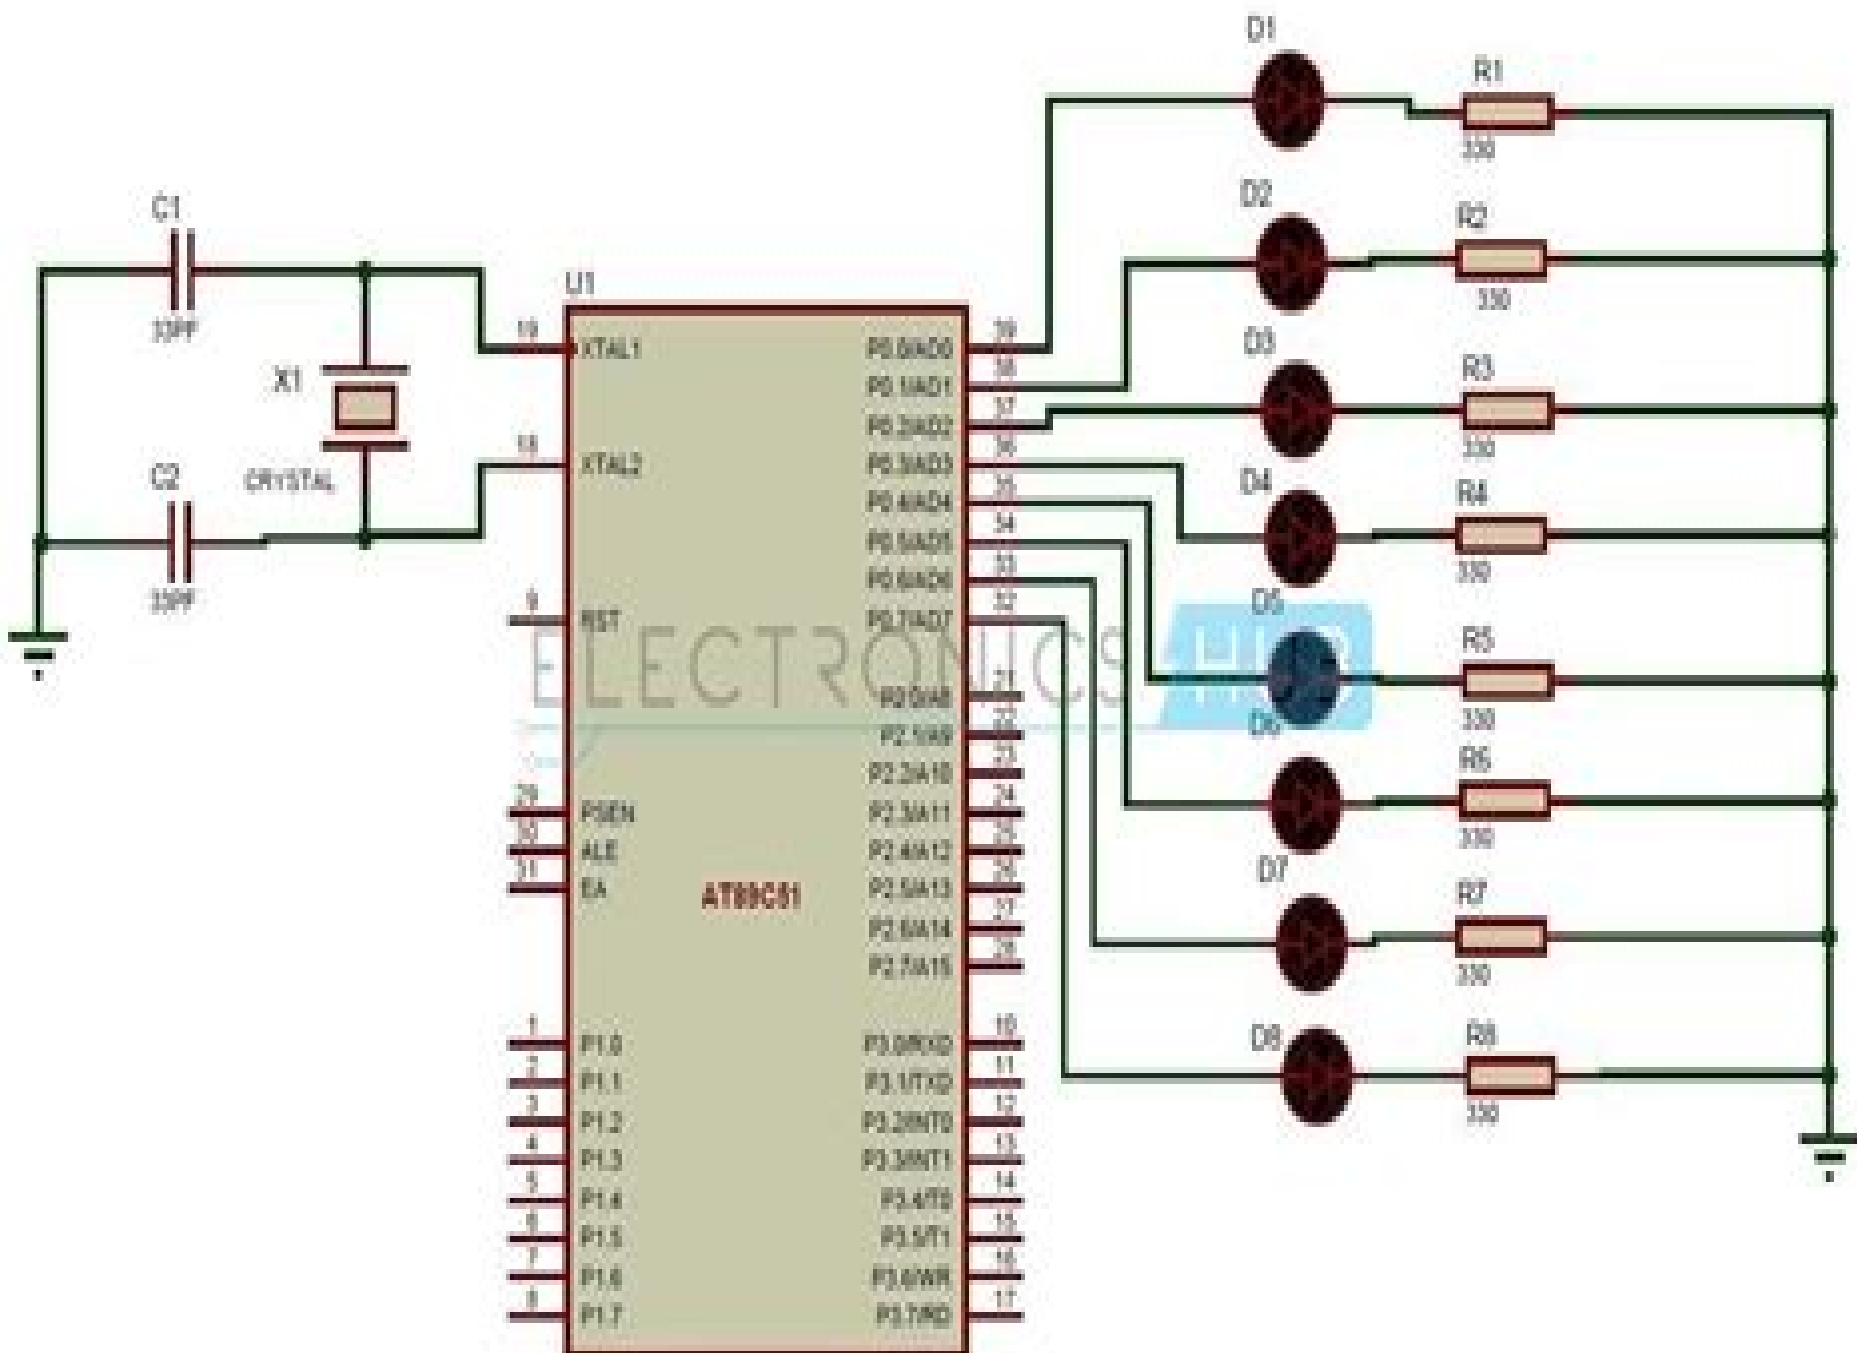 D1
R1
330
D2
R2
330
C1
33PF
U1
D3
R3
330
X1
CRYSTAL
C2
33PF
D4
R4
330
19 XTAL1
18 XTAL2
9 RST
29 PSEN
30 ALE
31 EA
AT89C51
1 P1.0
2 P1.1
3 P1.2
4 P1.3
5 P1.4
6 P1.5
7 P1.6
8 P1.7
P0.0/AD0 39
P0.1/AD1 38
P0.2/AD2 37
P0.3/AD3 36
P0.4/AD4 35
P0.5/AD5 34
P0.6/AD6 33
P0.7/AD7 32
P2.0/A8 21
P2.1/A9 22
P2.2/A10 23
P2.3/A11 24
P2.4/A12 25
P2.5/A13 26
P2.6/A14 27
P2.7/A15 28
P3.0/RXD 10
P3.1/TXD 11
P3.2/INT0 12
P3.3/INT1 13
P3.4/T0 14
P3.5/T1 15
P3.6/WR 16
P3.7/RD 17
ELECTRONICS HUB
D5
R5
330
D6
R6
330
D7
R7
330
D8
R8
330